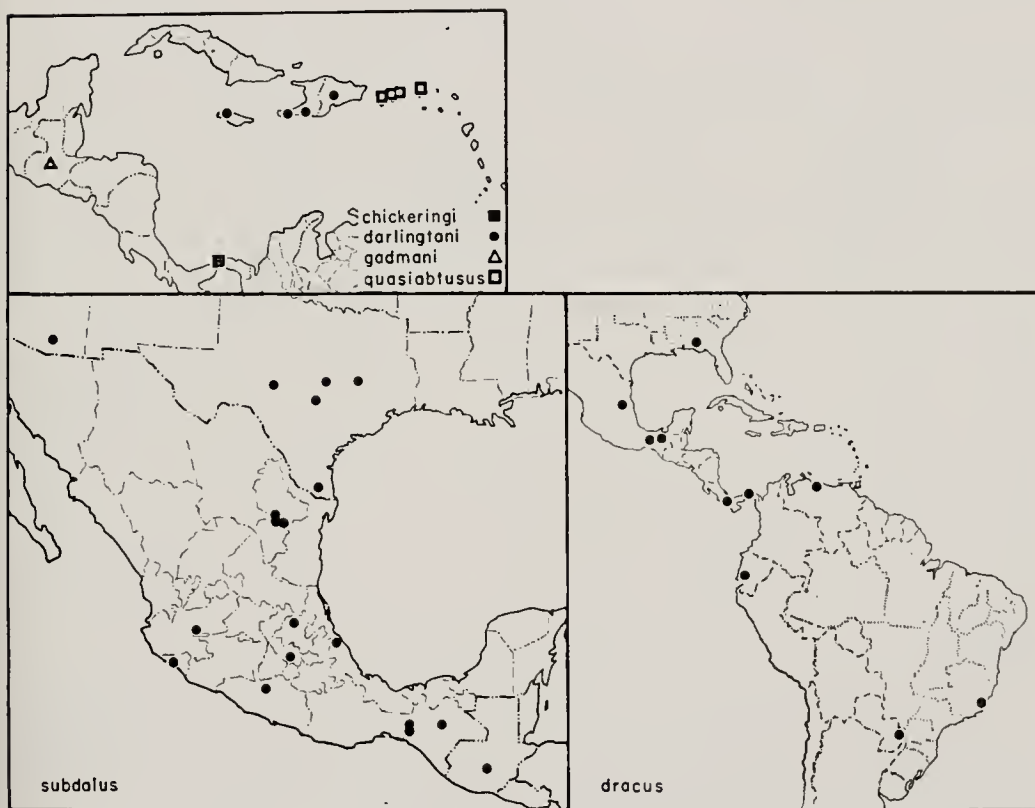 chickeringi
darlingtoni
gadmani
quasiabtusus
subdalus
dracus